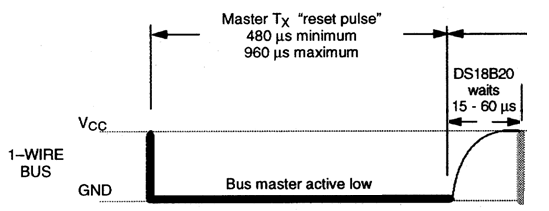 Master Tx “reset pulse”
480 µs minimum
960 µs maximum
DS18B20
waits
15 - 60 µs
VCC
1–WIRE
BUS
GND
Bus master active low